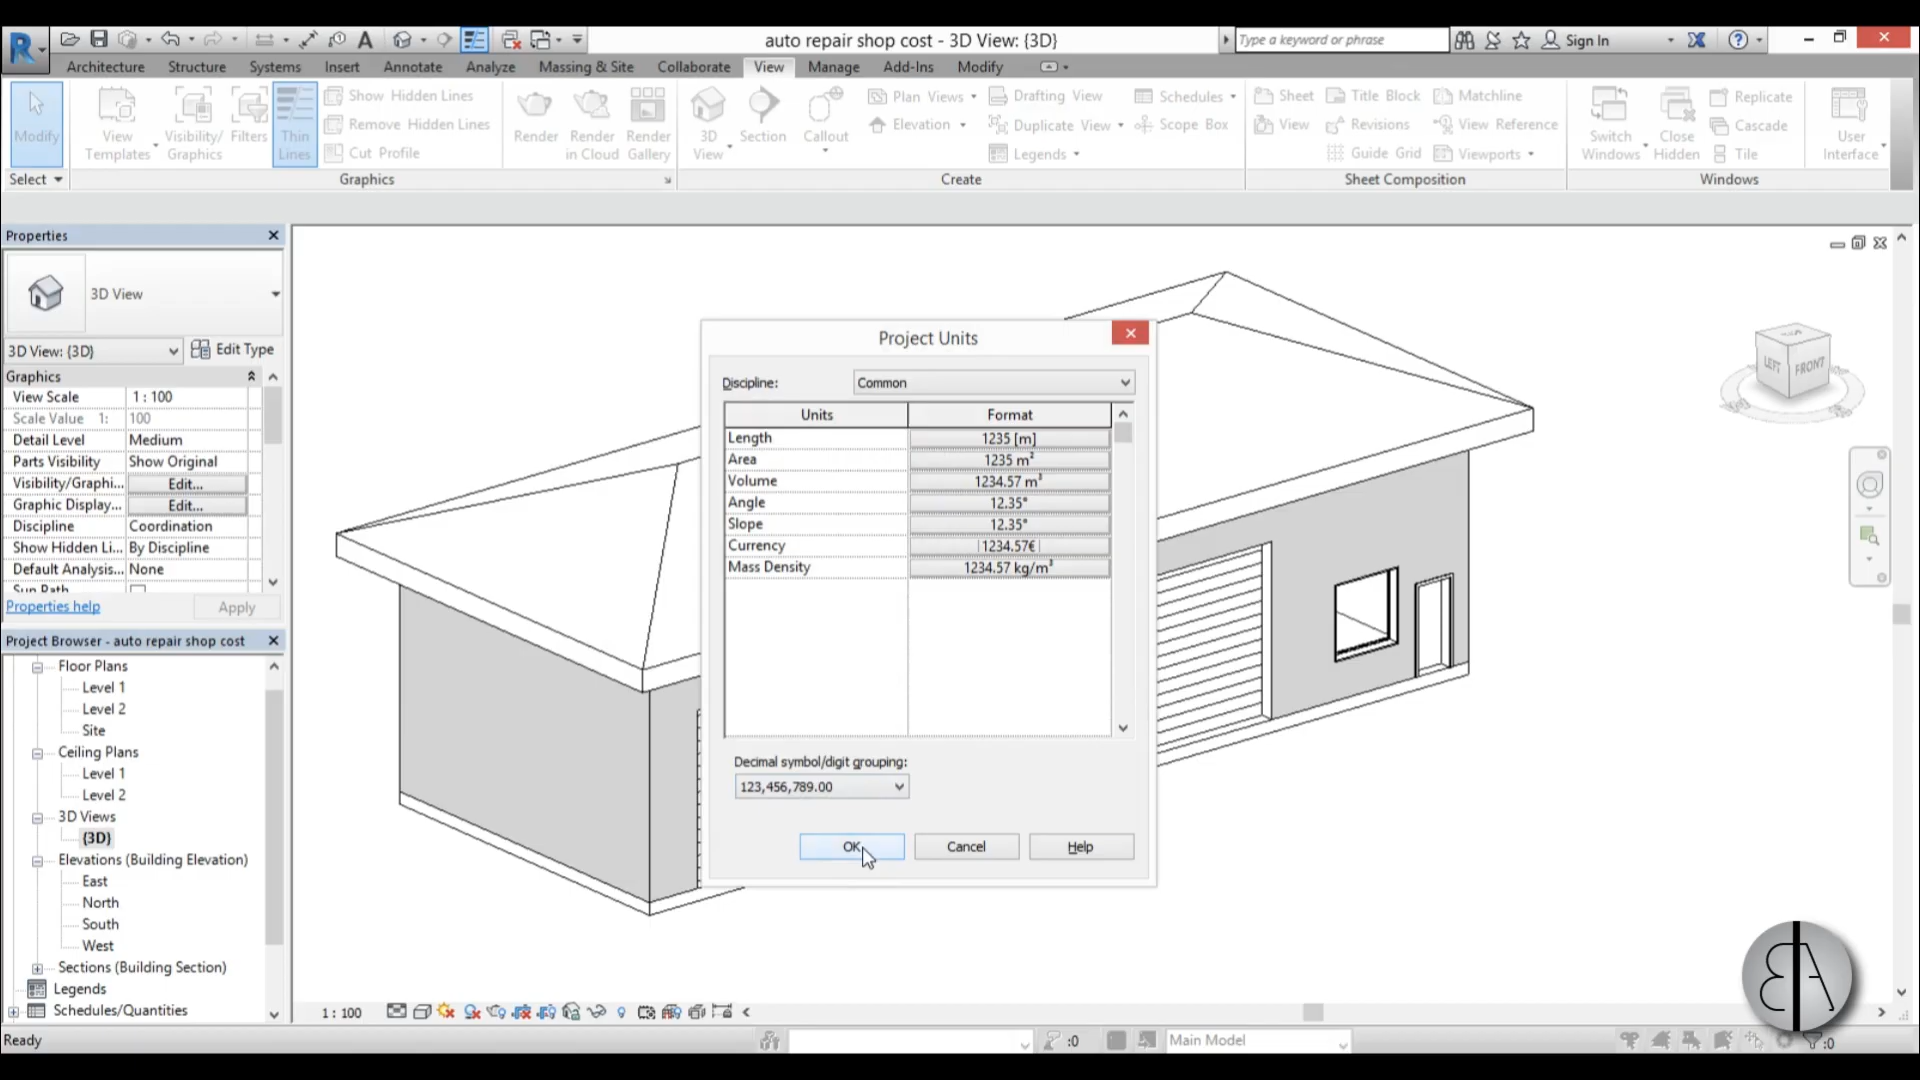 auto repair shop cost - 3D View: {3D}
Type a keyword or phrase
Sign In
Architecture Structure Systems Insert Annotate Analyze Massing & Site Collaborate View Manage Add-Ins Modify
Modify
View Templates
Visibility/ Graphics
Filters
Thin Lines
Show Hidden Lines
Remove Hidden Lines
Cut Profile
Render
Render in Cloud
Render Gallery
3D View
Section
Callout
Plan Views
Elevation
Drafting View
Duplicate View
Legends
Schedules
Scope Box
Sheet
View
Title Block
Revisions
Guide Grid
Matchline
View Reference
Viewports
Switch Windows
Close Hidden
Replicate
Cascade
Tile
User Interface
Select Graphics Create Sheet Composition Windows
Properties
3D View
3D View: {3D} Edit Type
Graphics
View Scale 1 : 100
Scale Value 1: 100
Detail Level Medium
Parts Visibility Show Original
Visibility/Graphi... Edit...
Graphic Display... Edit...
Discipline Coordination
Show Hidden Li... By Discipline
Default Analysis... None
Sun Path
Properties help Apply
Project Browser - auto repair shop cost
Floor Plans
Level 1
Level 2
Site
Ceiling Plans
Level 1
Level 2
3D Views
{3D}
Elevations (Building Elevation)
East
North
South
West
Sections (Building Section)
Legends
Schedules/Quantities
Project Units
Discipline: Common
Units Format
Length 1235 [m]
Area 1235 m²
Volume 1234.57 m³
Angle 12.35°
Slope 12.35°
Currency 1234.57€
Mass Density 1234.57 kg/m³
Decimal symbol/digit grouping:
123,456,789.00
OK Cancel Help
LEFT FRONT
1 : 100
Ready
:0
Main Model
:0